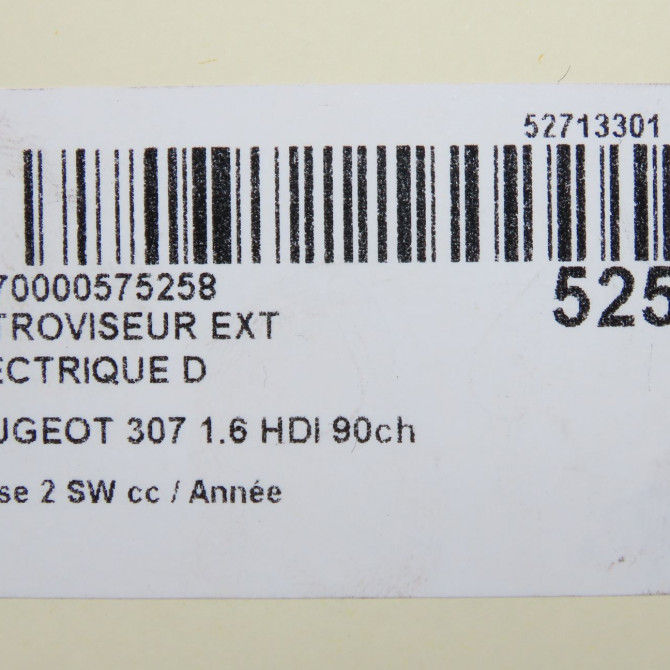 52713301
70000575258
525
TROVISEUR EXT
ECTRIQUE D
UGEOT 307 1.6 HDI 90ch
se 2 SW cc / Année